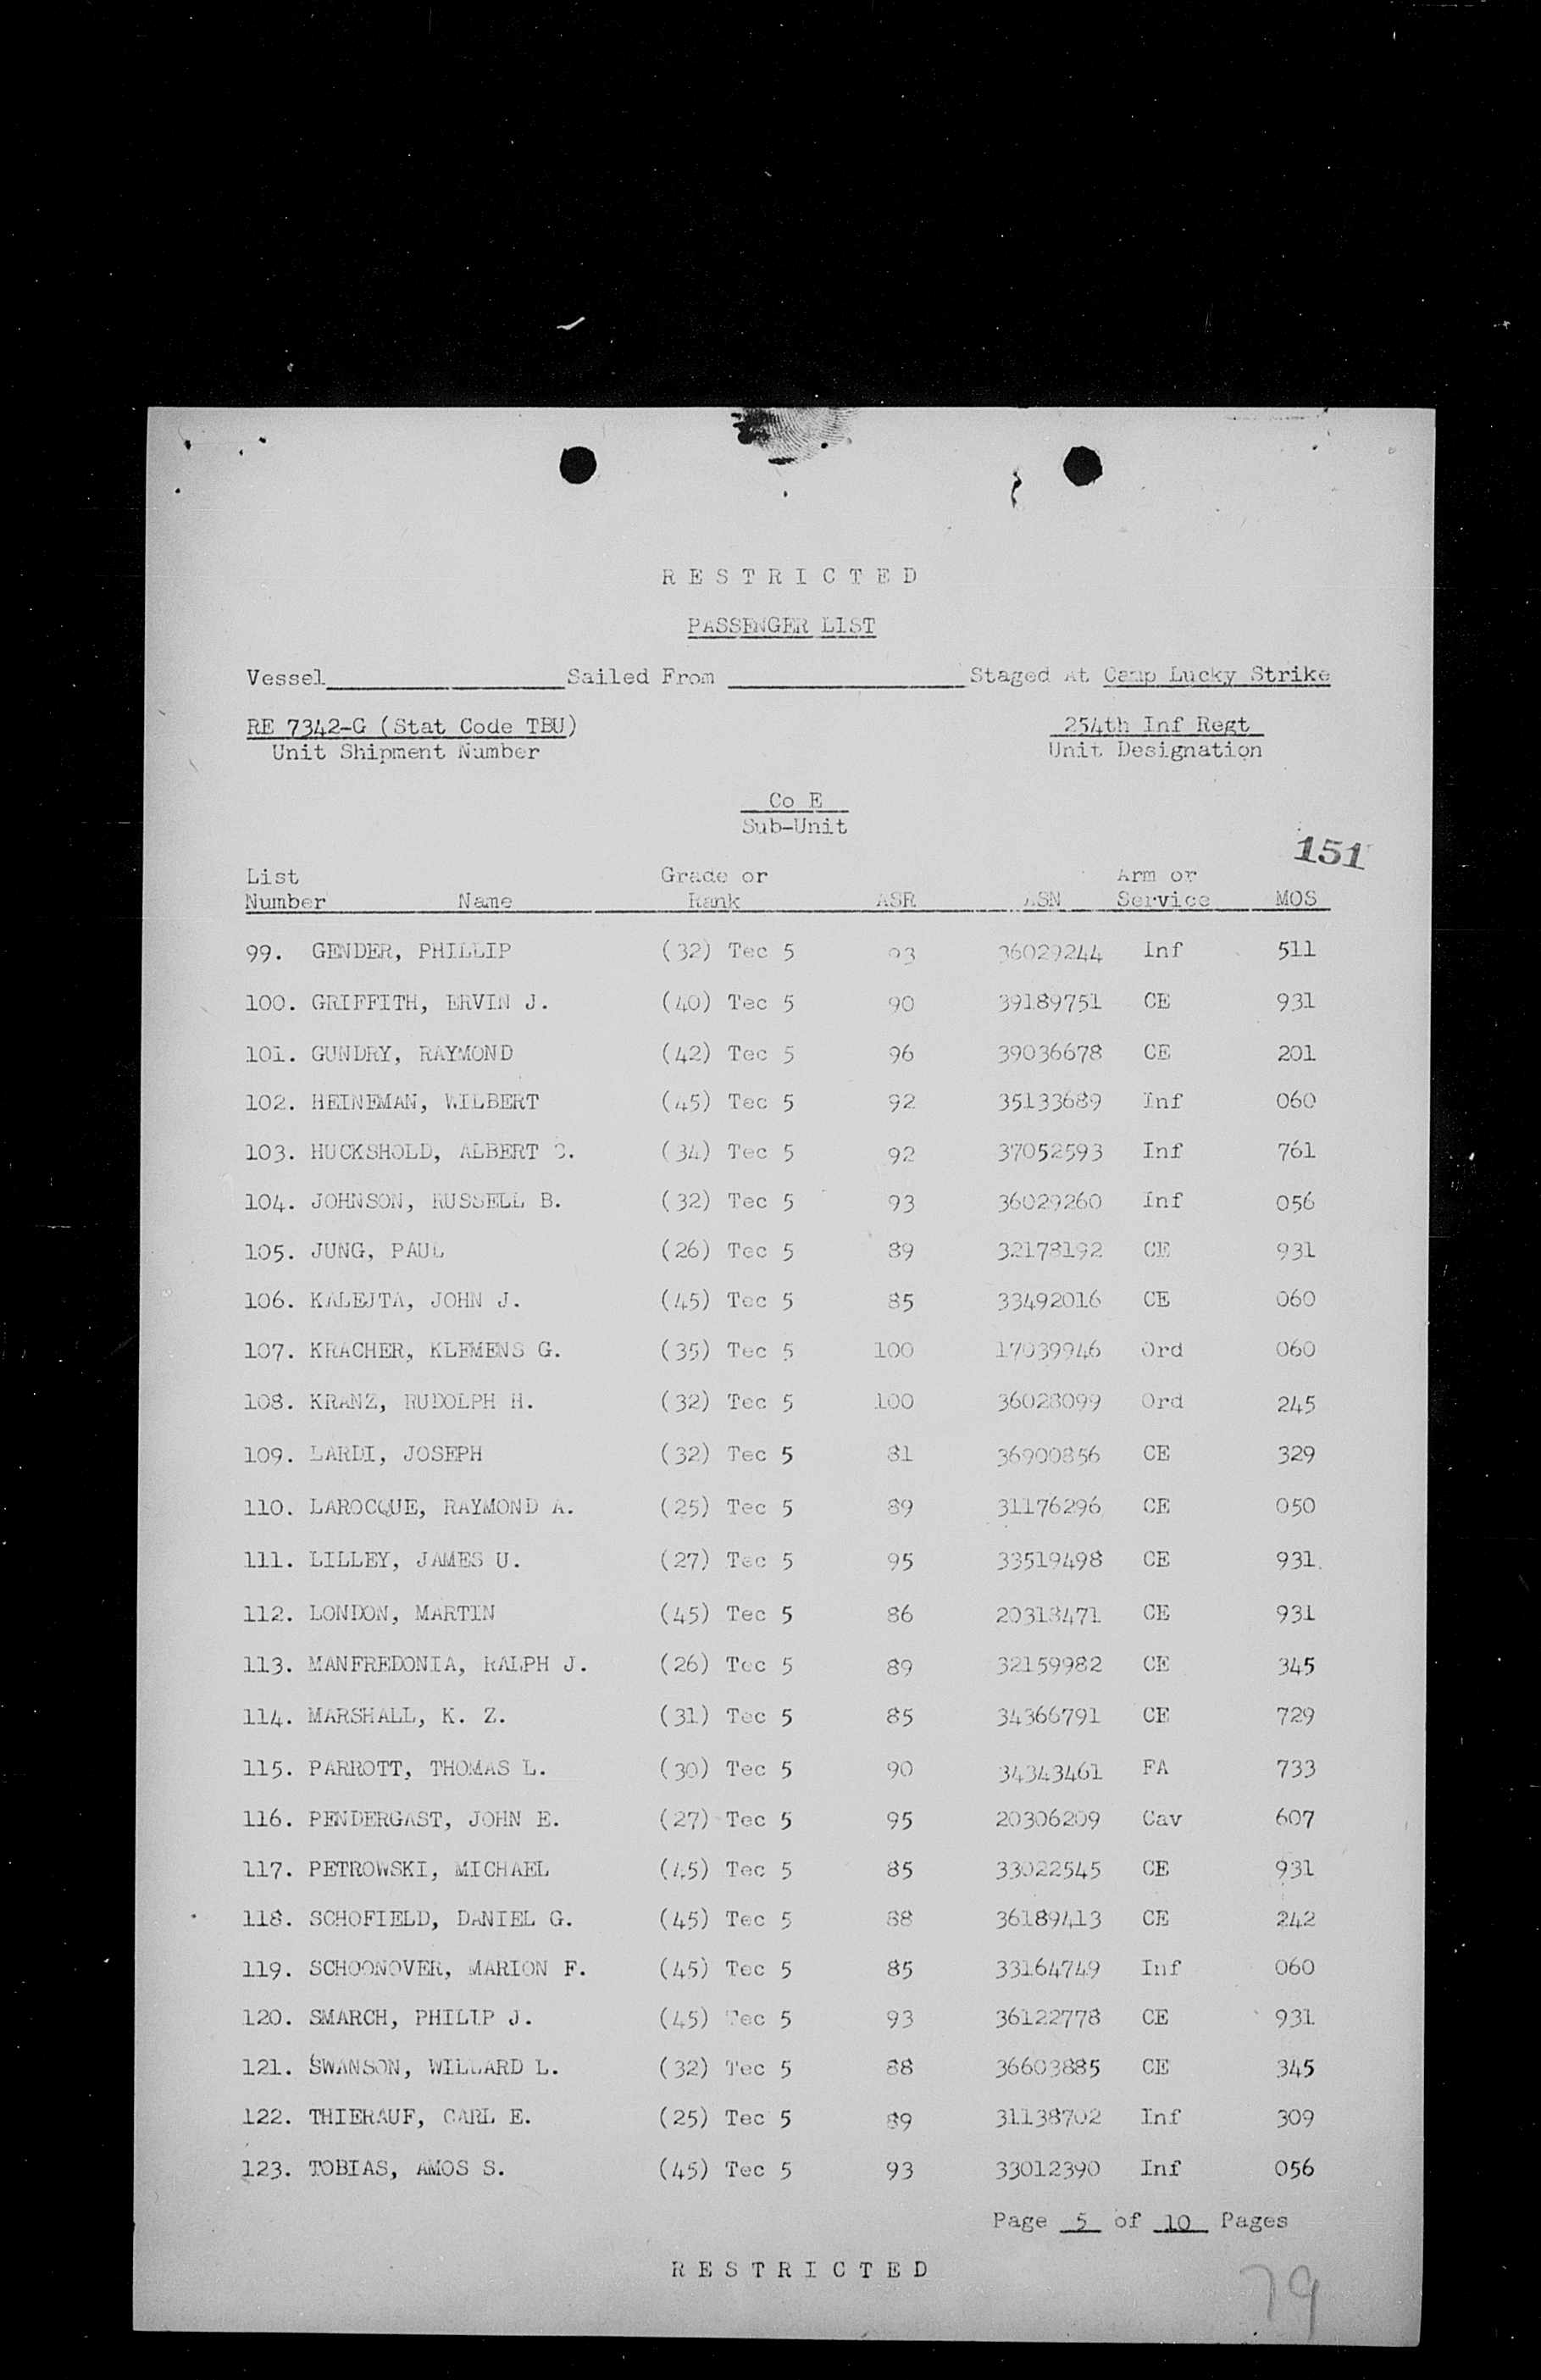 RESTRICTED
PASSENGER LIST
Vessel Sailed From Staged At Camp Lucky Strike
RE 7342-G (Stat Code TBU) 254th Inf Regt
Unit Shipment Number Unit Designation
Co E
Sub-Unit
151
List Grade or Arm or
Number Name Rank ASR ASN Service MOS
99. GENDER, PHILLIP (32) Tec 5 93 36029244 Inf 511
100. GRIFFITH, ERVIN J. (40) Tec 5 90 39189751 CE 931
101. GUNDRY, RAYMOND (42) Tec 5 96 39036678 CE 201
102. HEINEMAN, WILBERT (45) Tec 5 92 35133689 Inf 060
103. HUCKSHOLD, ALBERT (34) Tec 5 92 37052593 Inf 761
104. JOHNSON, RUSSELL B. (32) Tec 5 93 36029260 Inf 056
105. JUNG, PAUL (26) Tec 5 89 32178192 CE 931
106. KALEJTA, JOHN J. (45) Tec 5 85 33492016 CE 060
107. KRACHER, KLEMENS G. (35) Tec 5 100 17039946 Ord 060
108. KRANZ, RUDOLPH H. (32) Tec 5 100 36028099 Ord 245
109. LARDI, JOSEPH (32) Tec 5 81 36900856 CE 329
110. LAROCQUE, RAYMOND A. (25) Tec 5 89 31176296 CE 050
111. LILLEY, JAMES U. (27) Tec 5 95 33519498 CE 931
112. LONDON, MARTIN (45) Tec 5 86 20318471 CE 931
113. MANFREDONIA, RALPH J. (26) Tec 5 89 32159982 CE 345
114. MARSHALL, K. Z. (31) Tec 5 85 34366791 CE 729
115. PARROTT, THOMAS L. (30) Tec 5 90 34343461 FA 733
116. PENDERGAST, JOHN E. (27) Tec 5 95 20306209 Cav 607
117. PETROWSKI, MICHAEL (45) Tec 5 85 33022545 CE 931
118. SCHOFIELD, DANIEL G. (45) Tec 5 88 36189413 CE 242
119. SCHOONOVER, MARION F. (45) Tec 5 85 33164749 Inf 060
120. SMARCH, PHILIP J. (45) Tec 5 93 36122778 CE 931
121. SWANSON, WILLARD L. (32) Tec 5 88 36603885 CE 345
122. THIERAUF, CARL E. (25) Tec 5 89 31138702 Inf 309
123. TOBIAS, AMOS S. (45) Tec 5 93 33012390 Inf 056
Page 5 of 10 Pages
RESTRICTED
79